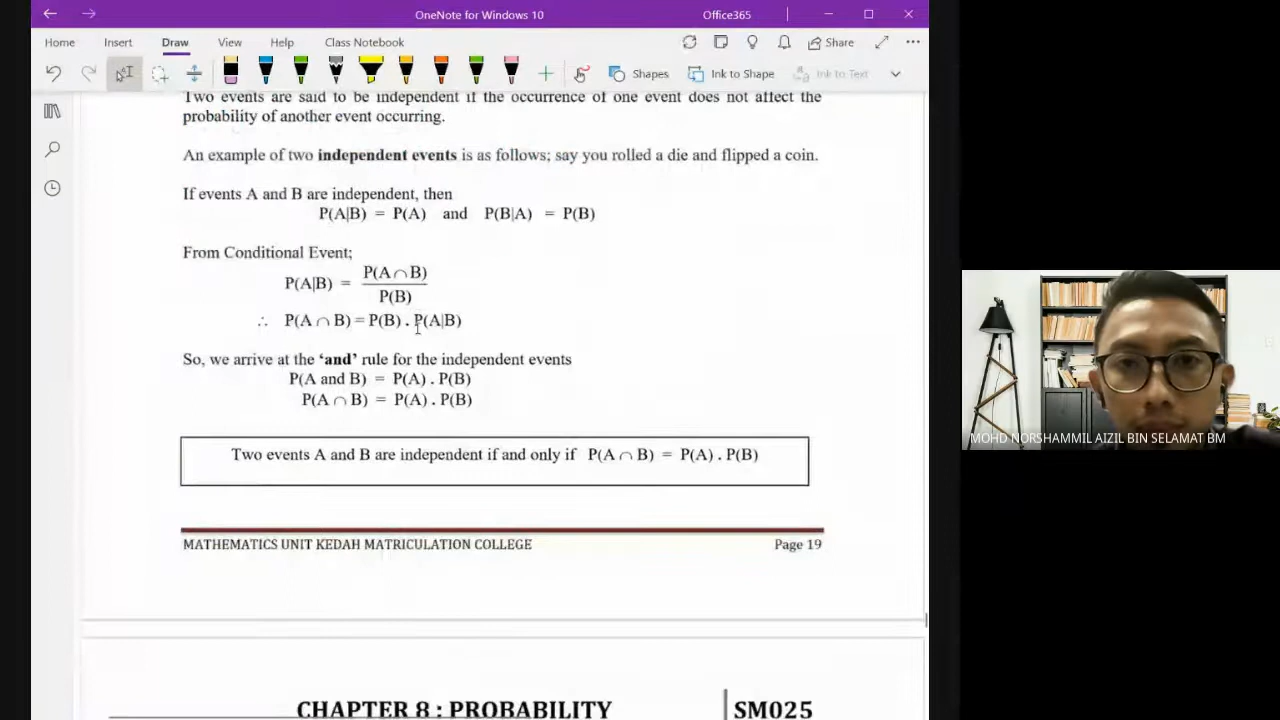 OneNote for Windows 10
Office365
Home Insert Draw View Help Class Notebook Share
Shapes Ink to Shape Ink to Text
Two events are said to be independent if the occurrence of one event does not affect the
probability of another event occurring.
An example of two independent events is as follows; say you rolled a die and flipped a coin.
If events A and B are independent, then
P(A|B) = P(A) and P(B|A) = P(B)
From Conditional Event;
P(A|B) = P(A ∩ B)
P(B)
∴ P(A ∩ B) = P(B) . P(A|B)
So, we arrive at the ‘and’ rule for the independent events
P(A and B) = P(A) . P(B)
P(A ∩ B) = P(A) . P(B)
Two events A and B are independent if and only if P(A ∩ B) = P(A) . P(B)
MATHEMATICS UNIT KEDAH MATRICULATION COLLEGE Page 19
CHAPTER 8 : PROBABILITY SM025
MOHD NORSHAMMIL AIZIL BIN SELAMAT BM